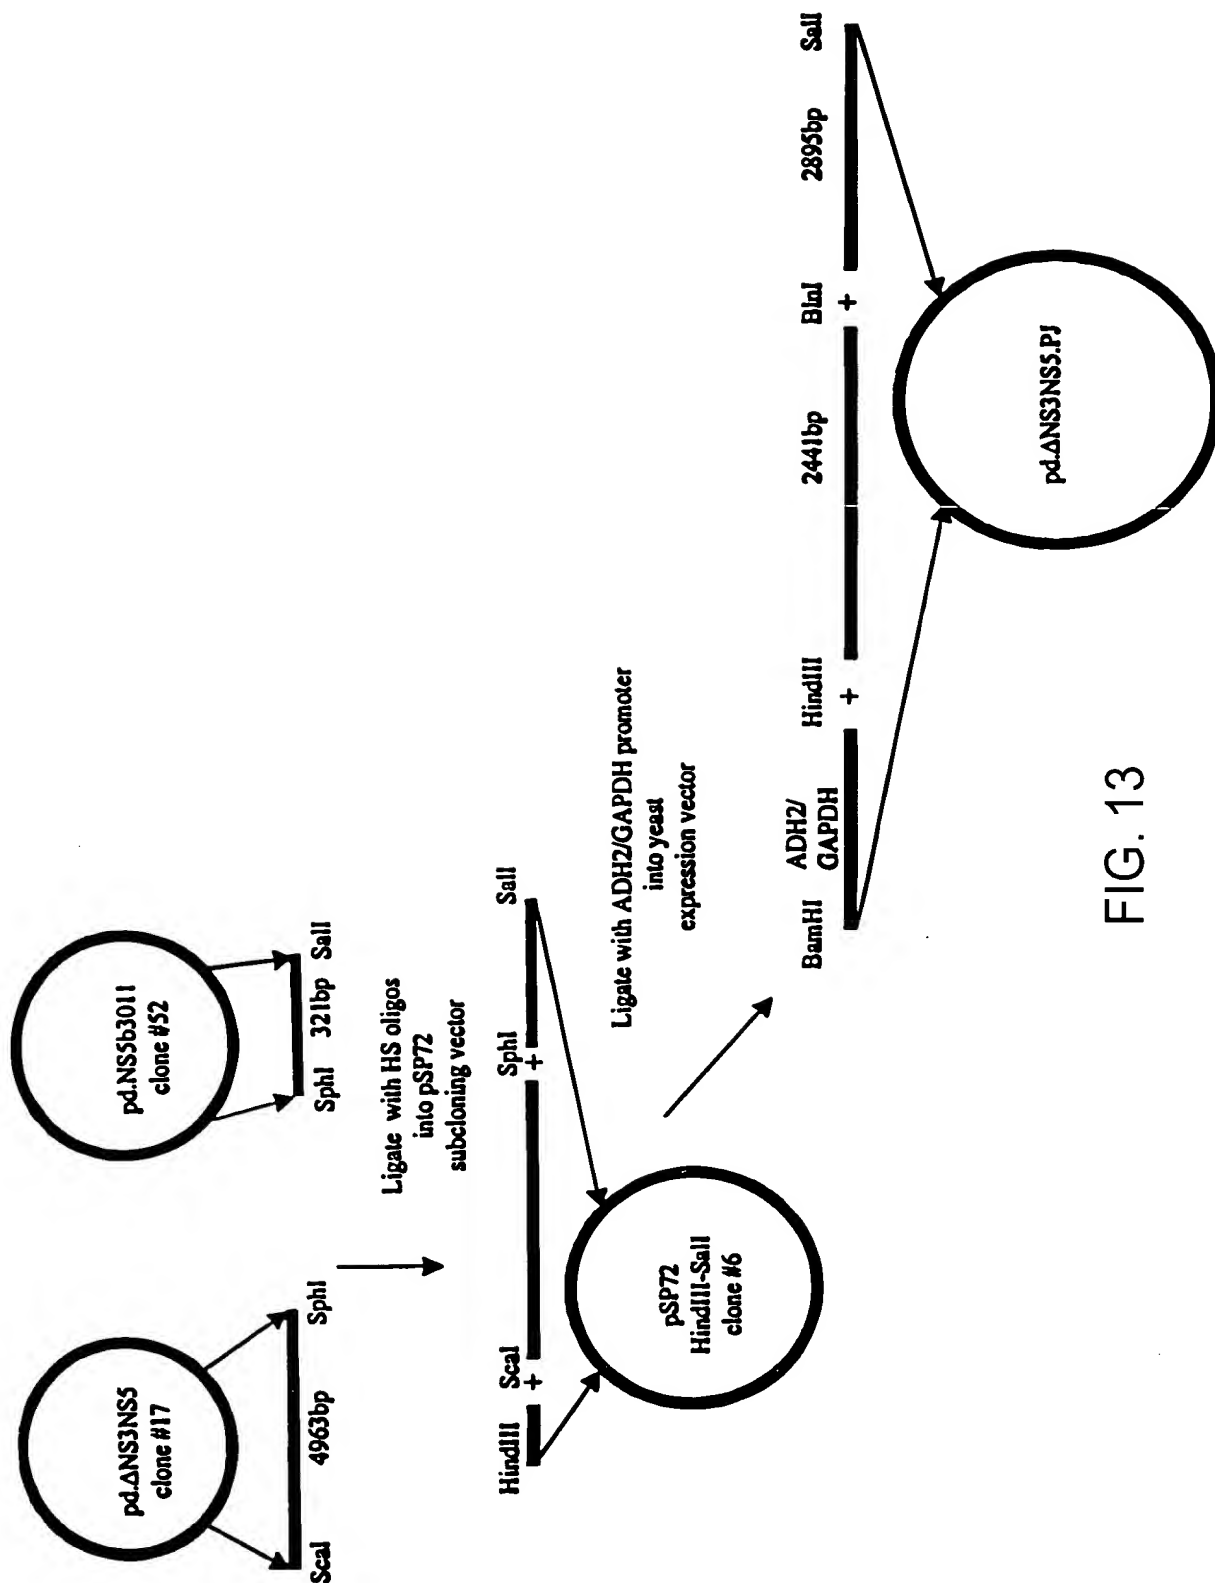 pd.ΔNS3NS5
clone #17
pd.NS5b3011
clone #52
ScaI
4963bp
SphI
SphI
321bp
SalI
Ligate with HS oligos
into pSP72
subcloning vector
HindIII
ScaI
+
SphI
+
SalI
pSP72
HindIII-SalI
clone #6
Ligate with ADH2/GAPDH promoter
into yeast
expression vector
BamHI
ADH2/
GAPDH
HindIII
+
2441bp
BlnI
+
2895bp
SalI
pd.ΔNS3NS5.PJ
FIG. 13